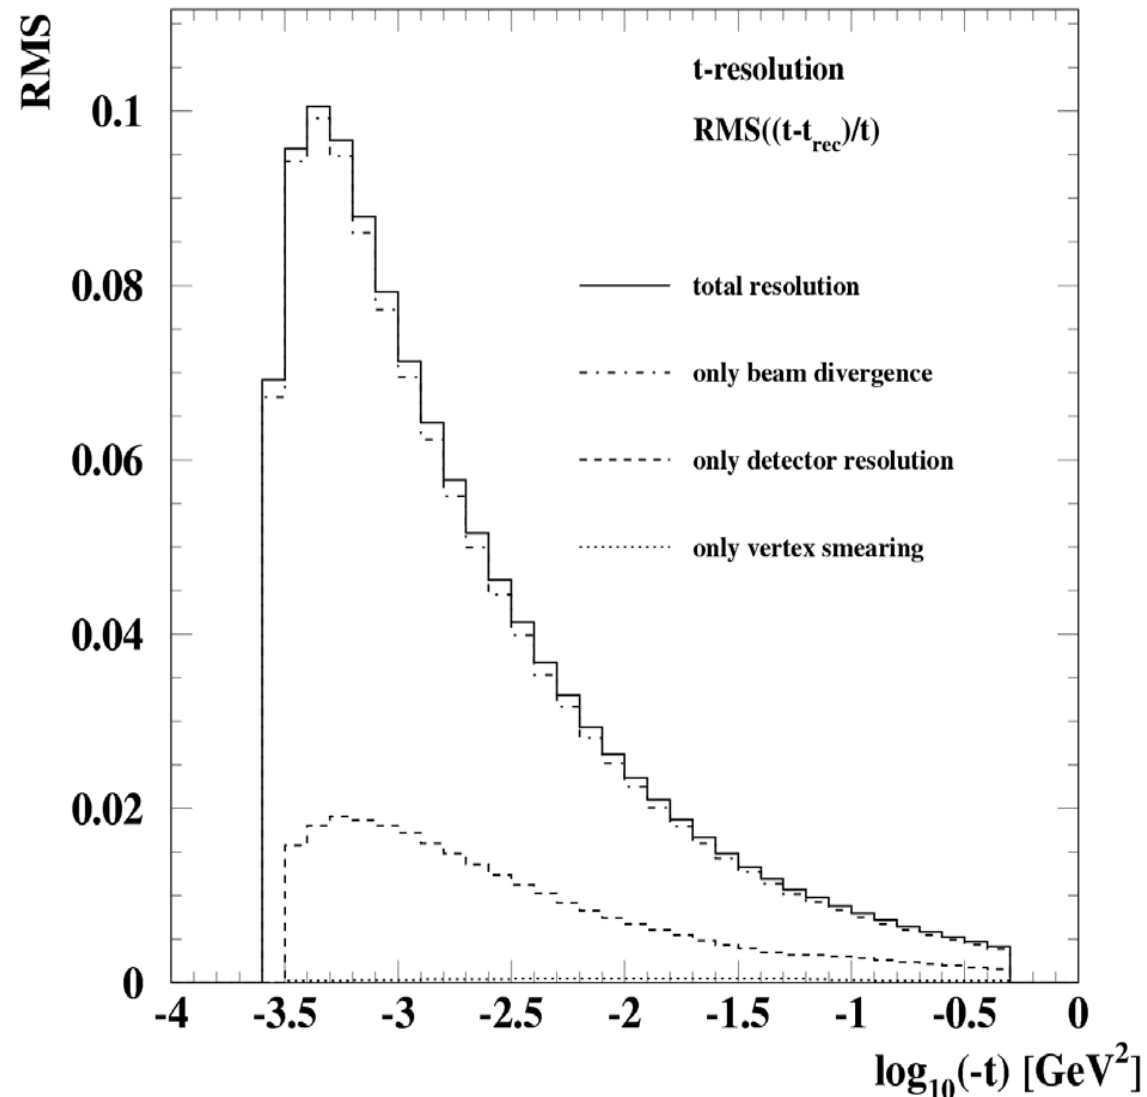 RMS
t-resolution
RMS((t-t_rec)/t)
total resolution
only beam divergence
only detector resolution
only vertex smearing
0.1
0.08
0.06
0.04
0.02
0
-4 -3.5 -3 -2.5 -2 -1.5 -1 -0.5 0
log₁₀(-t) [GeV²]